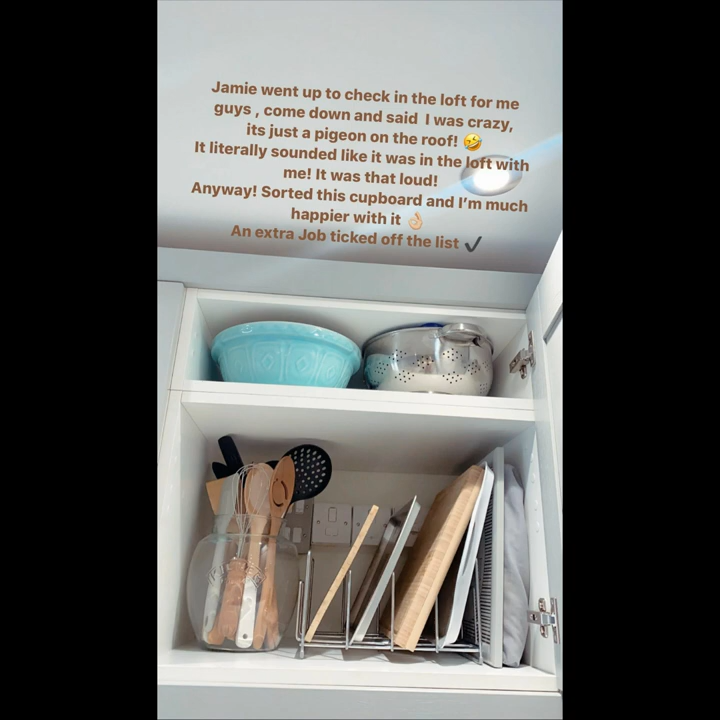 Jamie went up to check in the loft for me
guys , come down and said I was crazy,
its just a pigeon on the roof! 🤣
It literally sounded like it was in the loft with
me! It was that loud!
Anyway! Sorted this cupboard and I'm much
happier with it 👌🏻
An extra Job ticked off the list ✔️